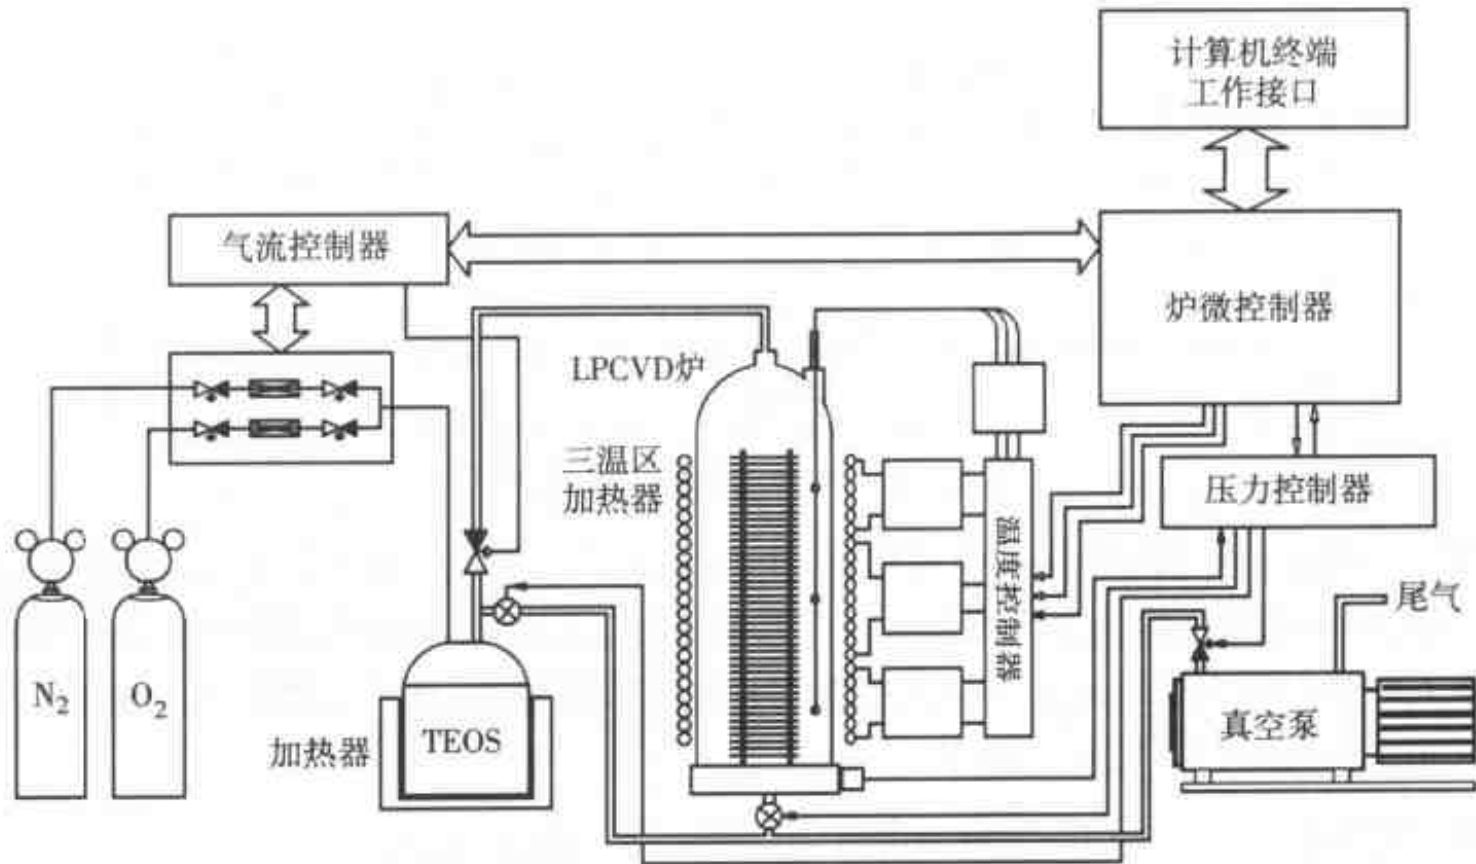 计算机终端
工作接口
气流控制器
炉微控制器
LPCVD炉
三温区
加热器
压力控制器
温度控制器
尾气
N₂
O₂
TEOS
加热器
真空泵